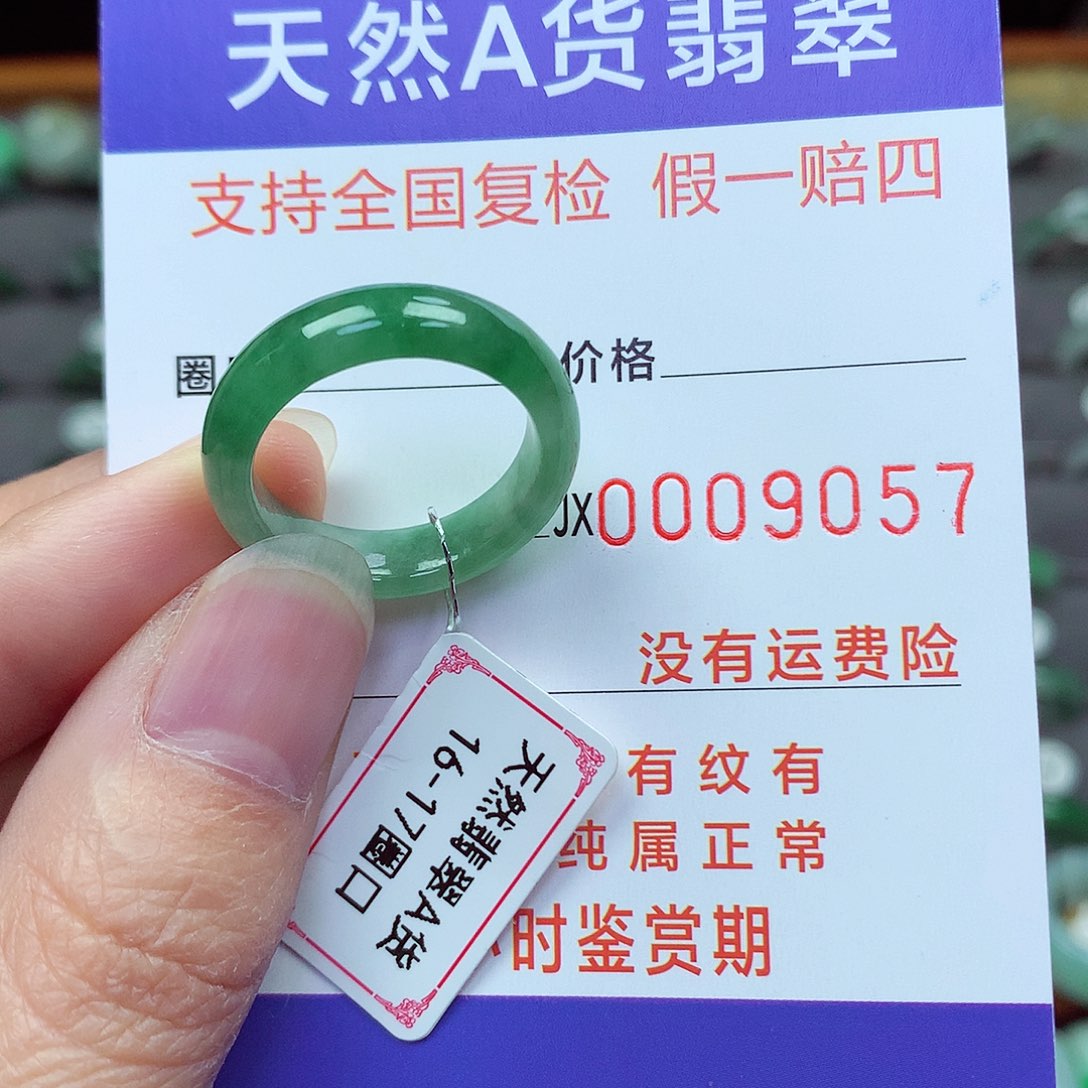 天然A货翡翠
支持全国复检 假一赔四
圈
价格
JX0009057
没有运费险
有纹有
纯属正常
时鉴赏期
天然翡翠A货
16-17圈口